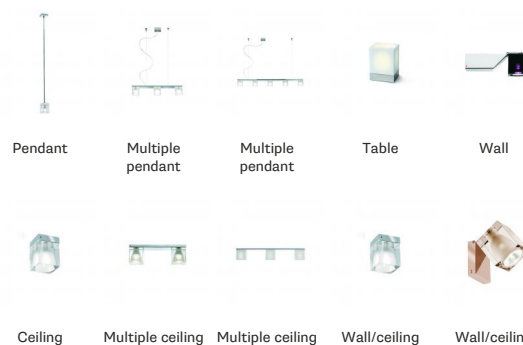 Pendant
Multiple
pendant
Multiple
pendant
Table
Wall
Ceiling
Multiple ceiling
Multiple ceiling
Wall/ceiling
Wall/ceilin